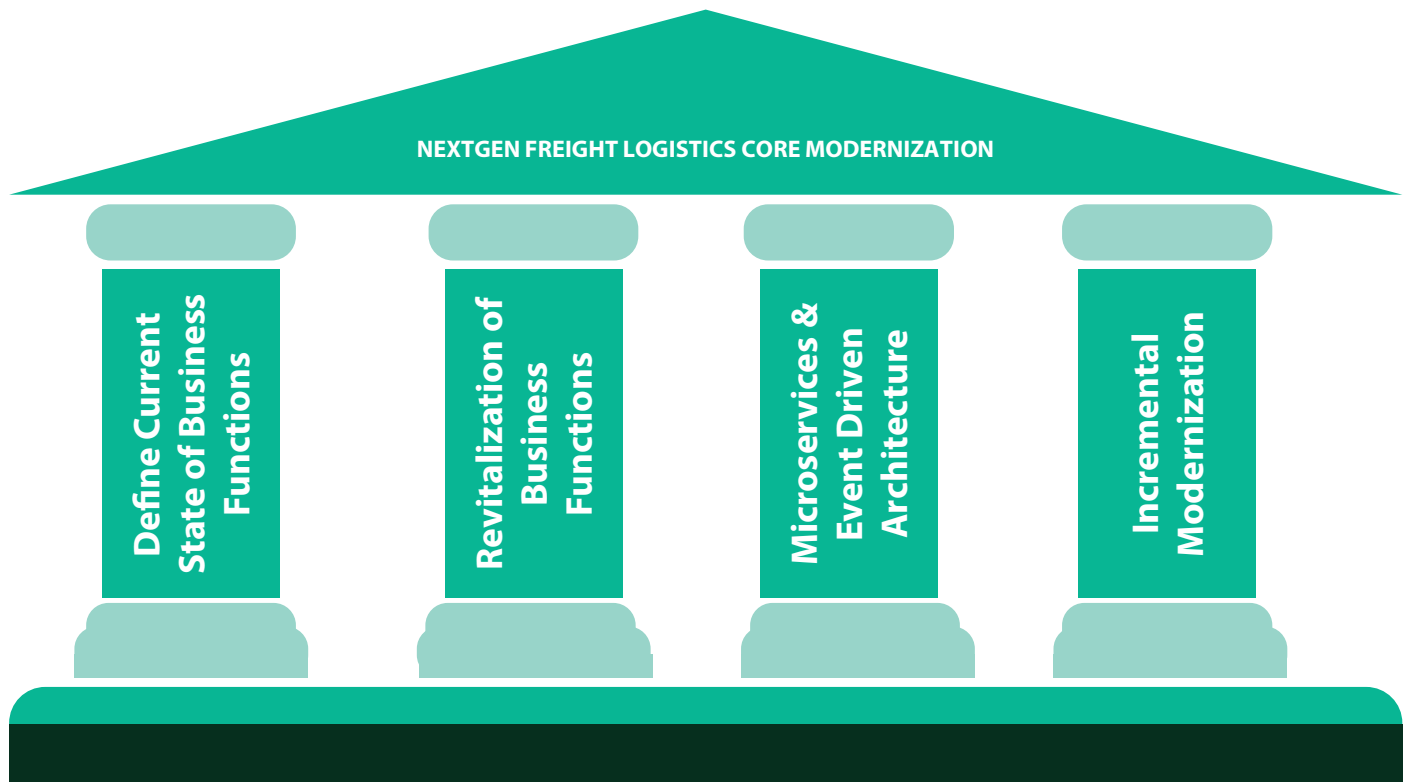 NEXTGEN FREIGHT LOGISTICS CORE MODERNIZATION
Define Current
State of Business
Functions
Revitalization of
Business
Functions
Microservices &
Event Driven
Architecture
Incremental
Modernization